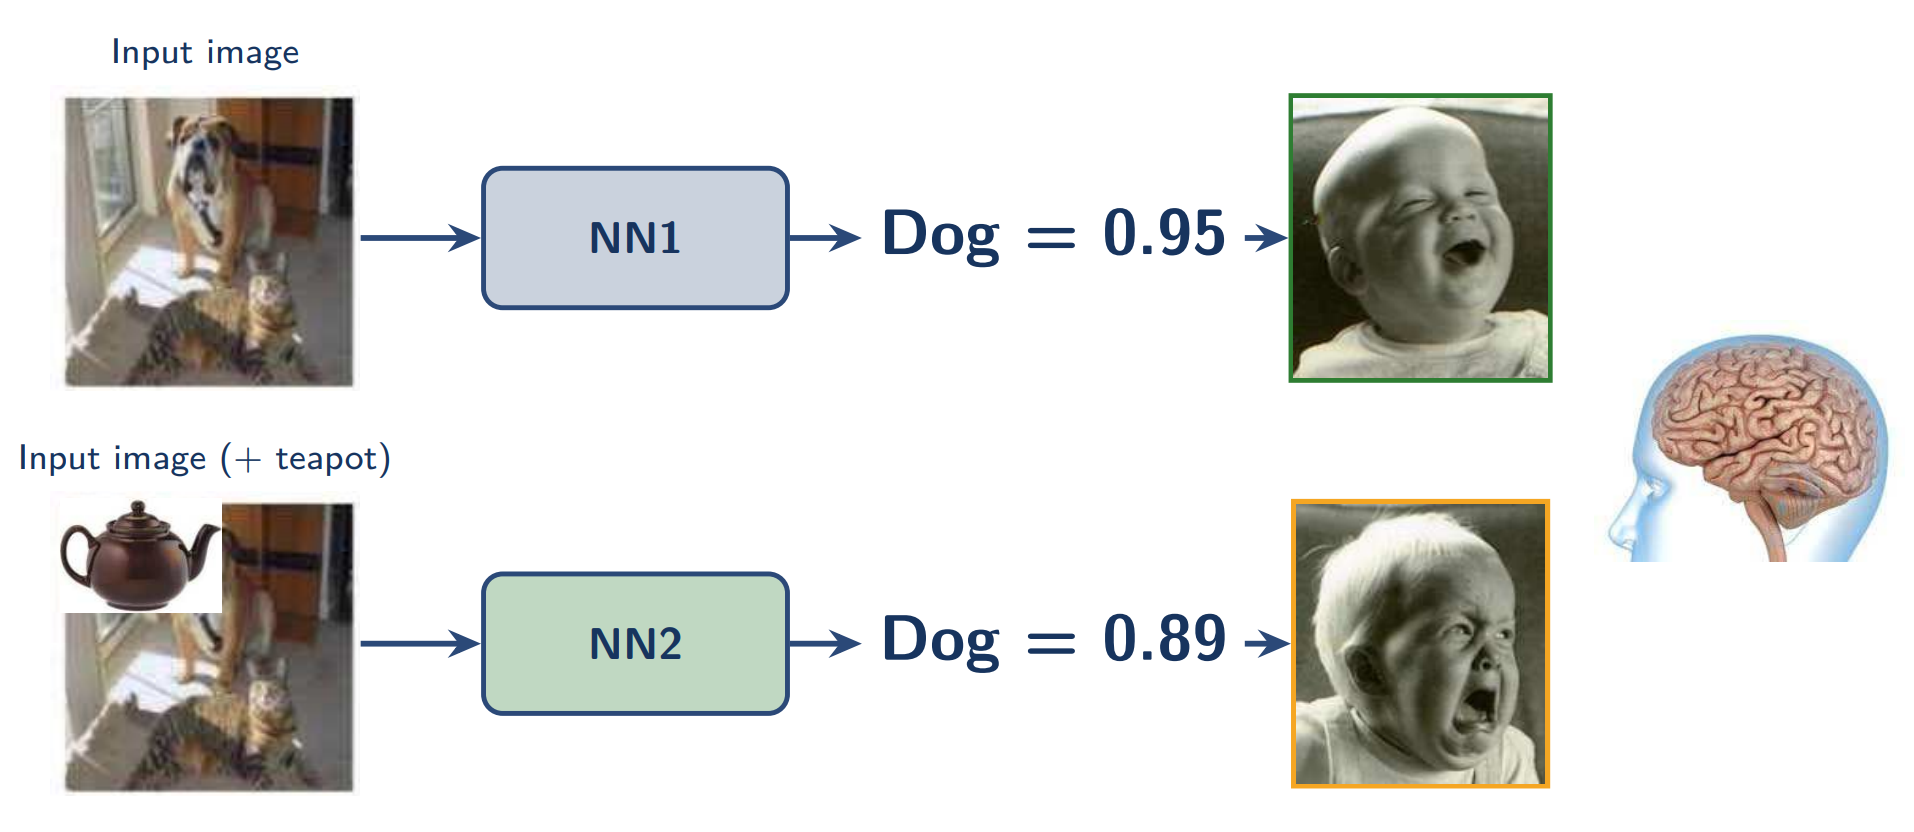 Input image
NN1
Dog = 0.95
Input image (+ teapot)
NN2
Dog = 0.89